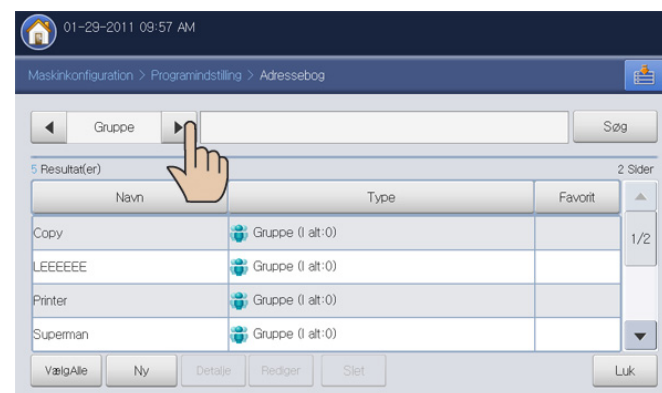 01-29-2011 09:57 AM
Maskinkonfiguration > Programindstilling > Adressebog
Gruppe Søg
5 Resultat(er) 2 Sider
Navn Type Favorit
Copy Gruppe (I alt:0) 1/2
LEEEEEE Gruppe (I alt:0)
Printer Gruppe (I alt:0)
Superman Gruppe (I alt:0)
VælgAlle Ny Detalje Rediger Slet Luk